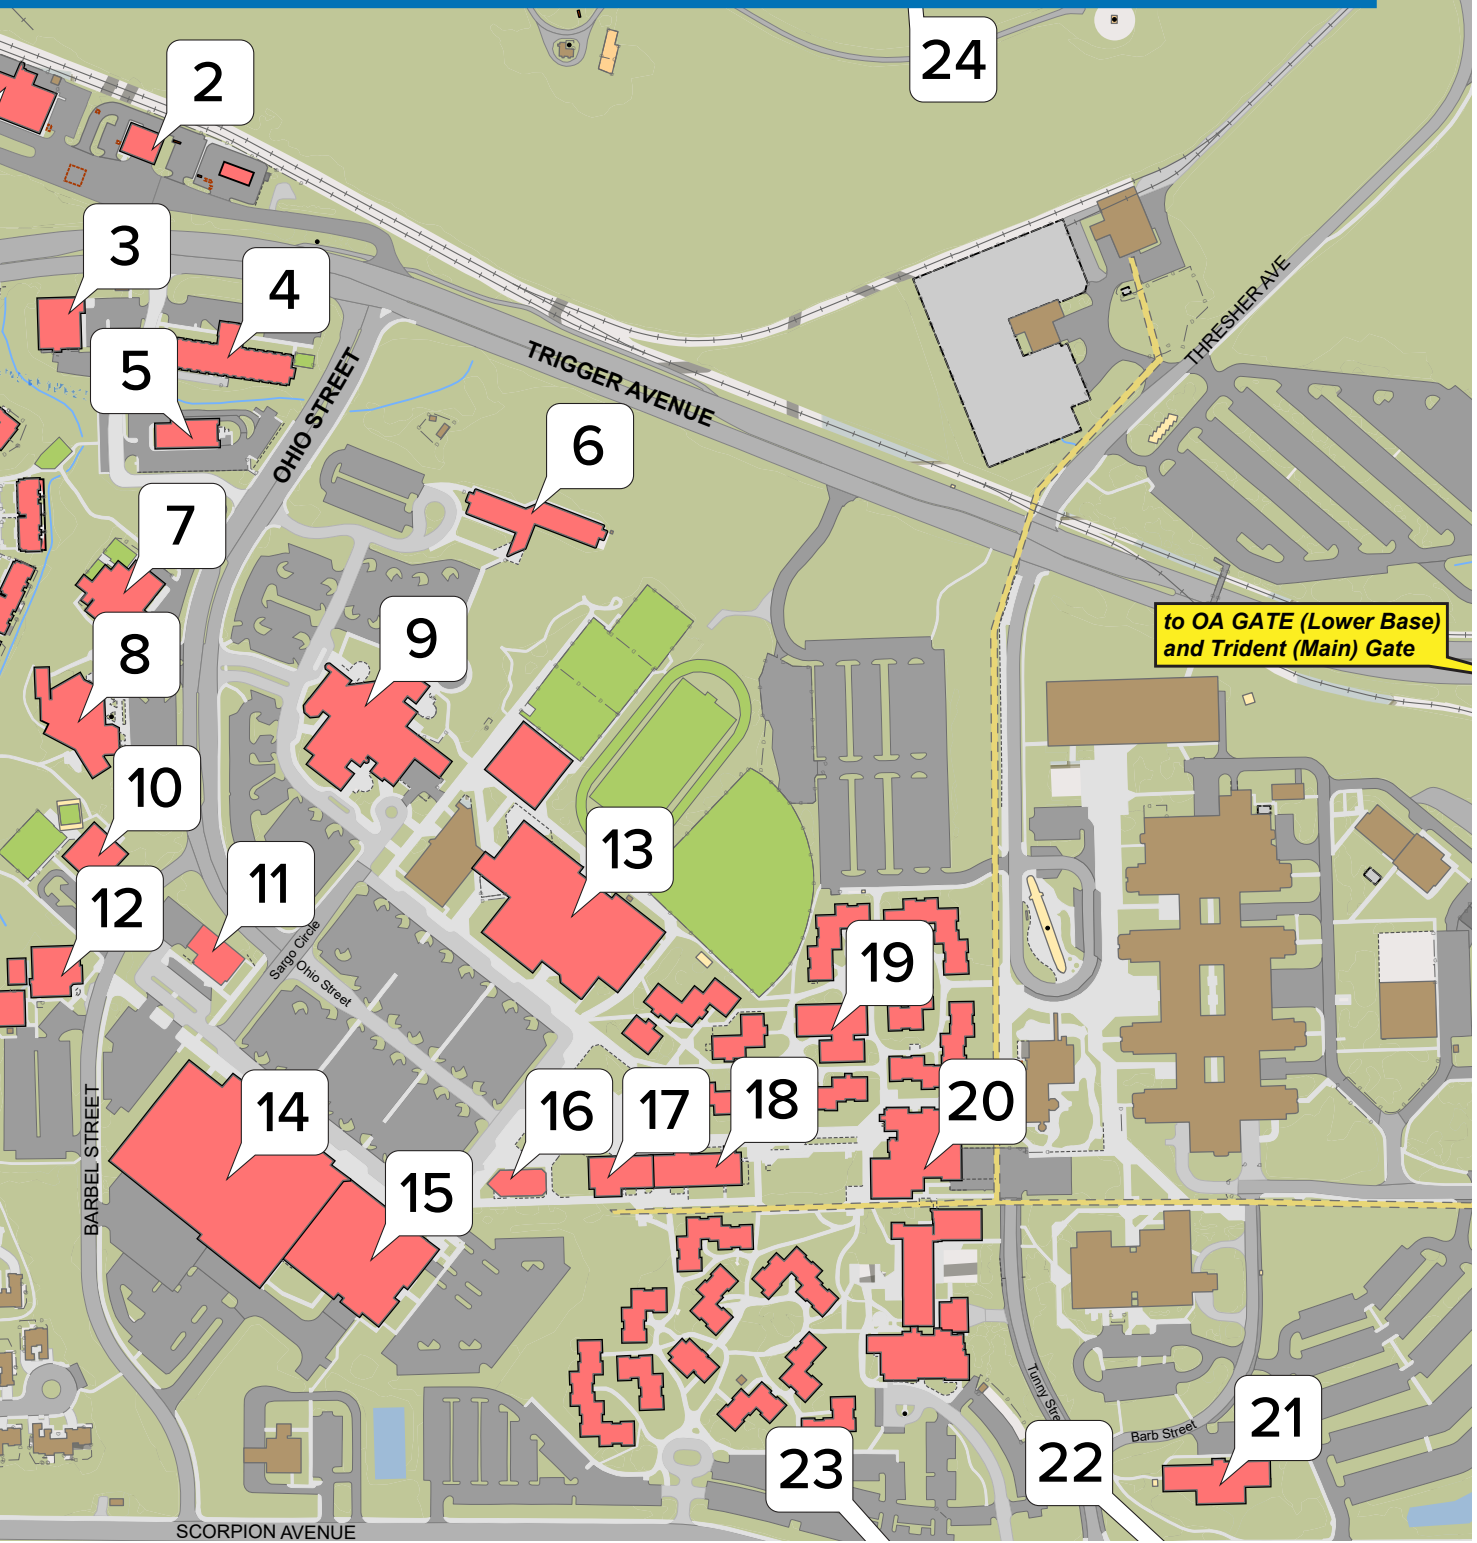 24
2
3
4
THRESHER AVE
5
OHIO STREET
TRIGGER AVENUE
6
7
to OA GATE (Lower Base)
and Trident (Main) Gate
8
9
10
13
11
12
19
Sargo Circle
Ohio Street
14
16
17
18
20
BARBEL STREET
15
Tunny Stre
21
Barb Street
23
22
SCORPION AVENUE